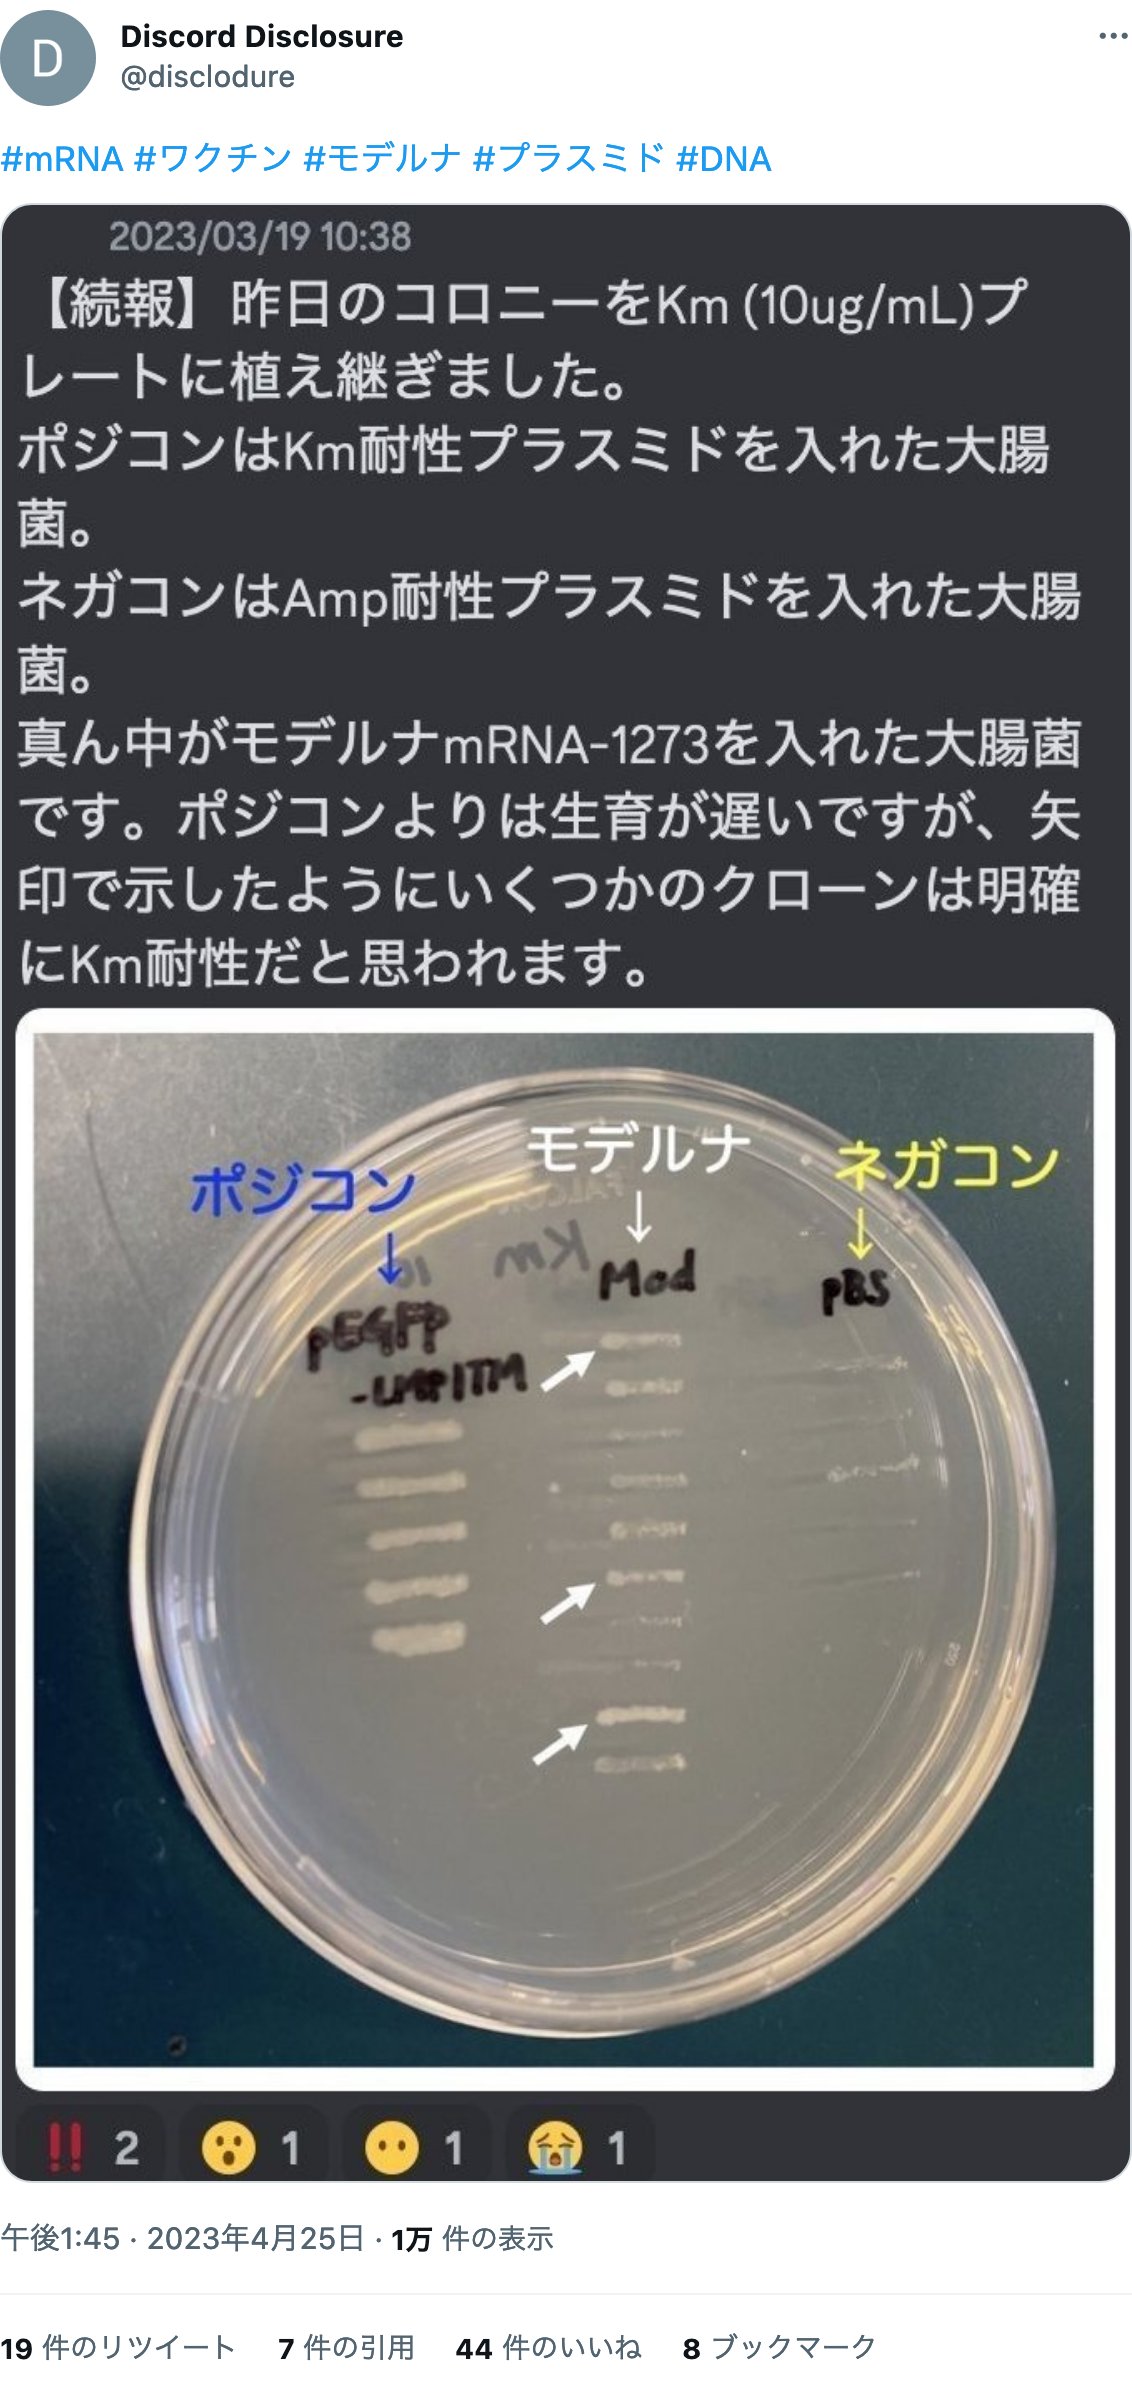 D
Discord Disclosure
@disclodure
#mRNA #ワクチン #モデルナ #プラスミド #DNA
2023/03/19 10:38
【続報】昨日のコロニーをKm (10ug/mL)プ
レートに植え継ぎました。
ポジコンはKm耐性プラスミドを入れた大腸
菌。
ネガコンはAmp耐性プラスミドを入れた大腸
菌。
真ん中がモデルナmRNA-1273を入れた大腸菌
です。ポジコンよりは生育が遅いですが、矢
印で示したようにいくつかのクローンは明確
にKm耐性だと思われます。
モデルナ
ネガコン
ポジコン
Km
10
Mod
pBS
pEGFP
-LMP1TM
‼ 2 😮 1 😶 1 😭 1
午後1:45 · 2023年4月25日 · 1万 件の表示
19 件のリツイート 7 件の引用 44 件のいいね 8 ブックマーク